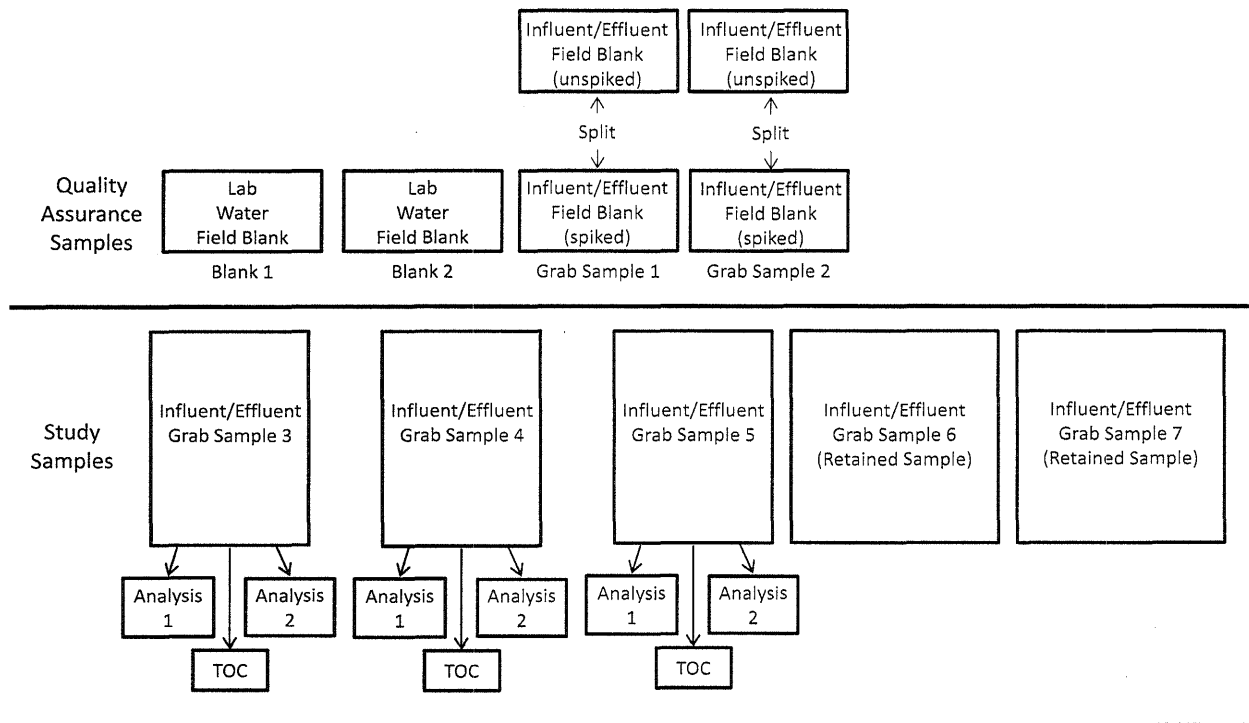 Influent/Effluent
Field Blank
(unspiked)
Influent/Effluent
Field Blank
(unspiked)
Split
Split
Quality
Assurance
Samples
Lab
Water
Field Blank
Lab
Water
Field Blank
Influent/Effluent
Field Blank
(spiked)
Influent/Effluent
Field Blank
(spiked)
Blank 1
Blank 2
Grab Sample 1
Grab Sample 2
Study
Samples
Influent/Effluent
Grab Sample 3
Influent/Effluent
Grab Sample 4
Influent/Effluent
Grab Sample 5
Influent/Effluent
Grab Sample 6
(Retained Sample)
Influent/Effluent
Grab Sample 7
(Retained Sample)
Analysis
1
Analysis
2
Analysis
1
Analysis
2
Analysis
1
Analysis
2
TOC
TOC
TOC